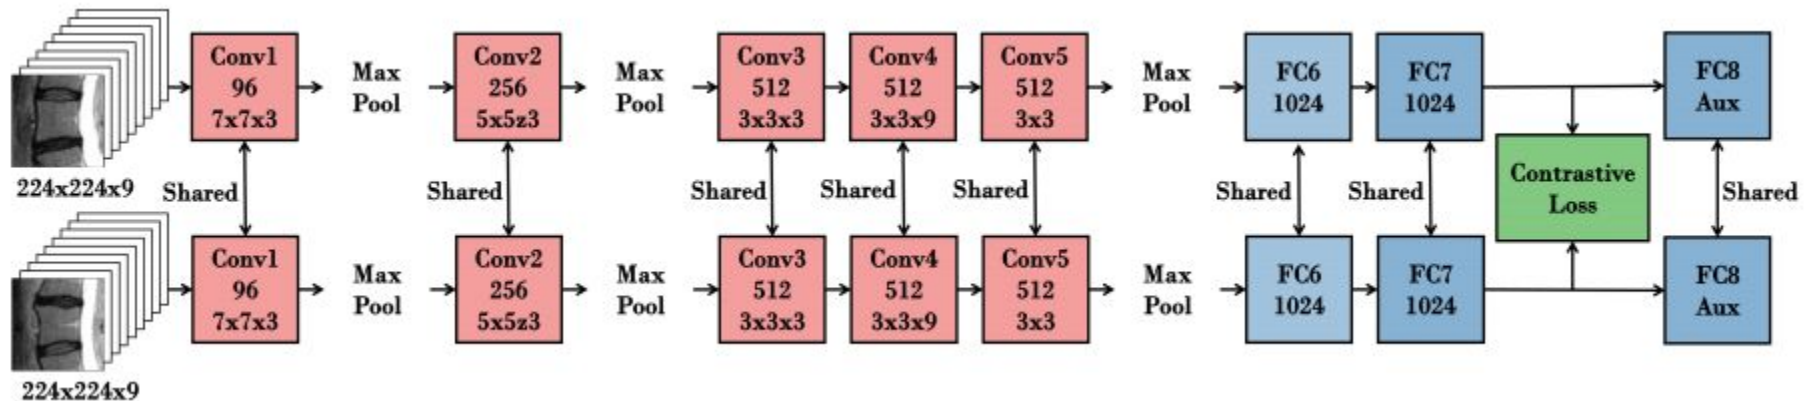 Conv1
96
7x7x3
Max
Pool
Conv2
256
5x5z3
Max
Pool
Conv3
512
3x3x3
Conv4
512
3x3x9
Conv5
512
3x3
Max
Pool
FC6
1024
FC7
1024
FC8
Aux
224x224x9
Shared
Shared
Shared
Shared
Shared
Shared
Shared
Contrastive
Loss
Shared
Conv1
96
7x7x3
Max
Pool
Conv2
256
5x5z3
Max
Pool
Conv3
512
3x3x3
Conv4
512
3x3x9
Conv5
512
3x3
Max
Pool
FC6
1024
FC7
1024
FC8
Aux
224x224x9